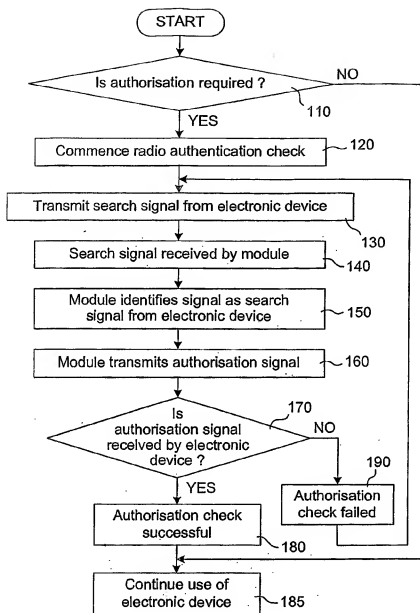 START
Is authorisation required ?
NO
110
YES
Commence radio authentication check
120
Transmit search signal from electronic device
130
Search signal received by module
140
Module identifies signal as search
signal from electronic device
150
Module transmits authorisation signal
160
Is
authorisation signal
received by electronic
device ?
170
NO
190
YES
Authorisation
check failed
Authorisation check
successful
180
Continue use of
electronic device
185